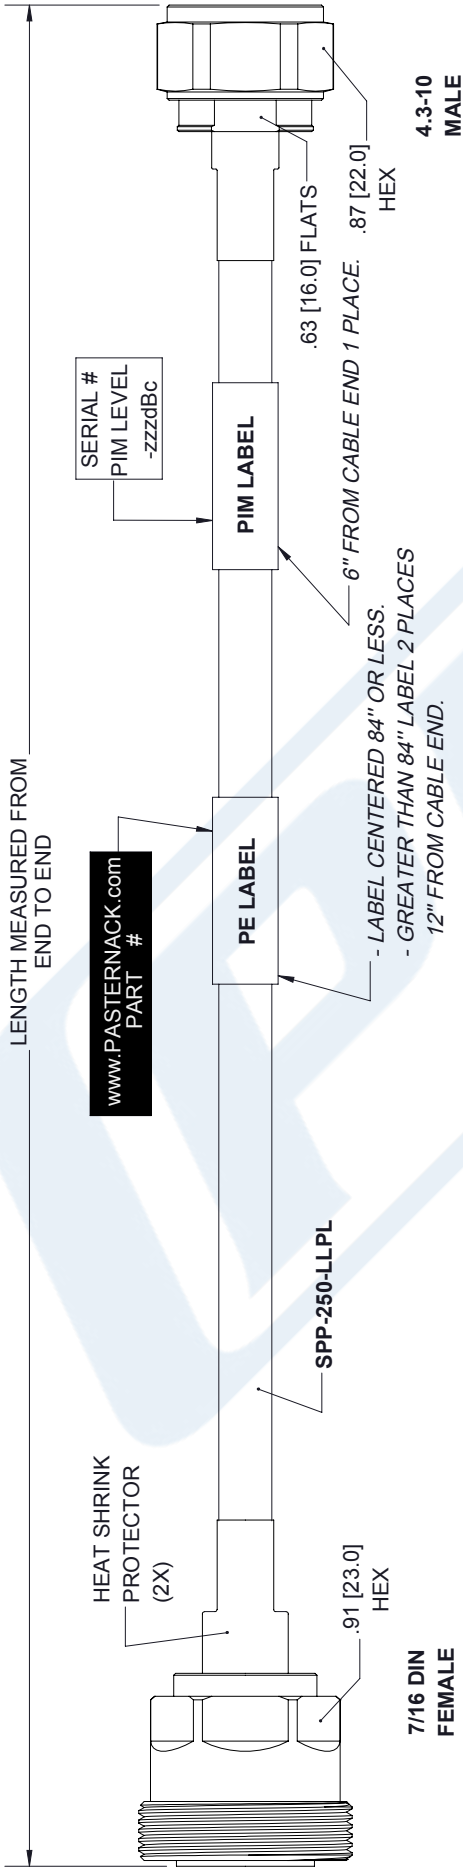 LENGTH MEASURED FROM
END TO END
HEAT SHRINK
PROTECTOR
(2X)
www.PASTERNACK.com
PART #
SERIAL #
PIM LEVEL
-zzzdBc
PE LABEL
PIM LABEL
.91 [23.0]
HEX
7/16 DIN
FEMALE
SPP-250-LLPL
- LABEL CENTERED 84" OR LESS.
- GREATER THAN 84" LABEL 2 PLACES
12" FROM CABLE END.
6" FROM CABLE END 1 PLACE.
.63 [16.0] FLATS
.87 [22.0]
HEX
4.3-10
MALE